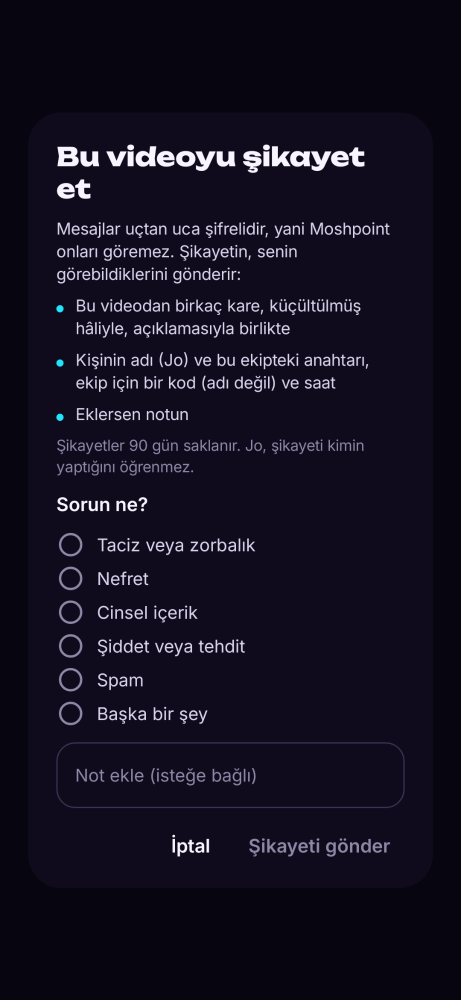 Bu videoyu şikayet
et
Mesajlar uçtan uca şifrelidir, yani Moshpoint
onları göremez. Şikayetin, senin
görebildiklerini gönderir:
Bu videodan birkaç kare, küçültülmüş
hâliyle, açıklamasıyla birlikte
Kişinin adı (Jo) ve bu ekipteki anahtarı,
ekip için bir kod (adı değil) ve saat
Eklersen notun
Şikayetler 90 gün saklanır. Jo, şikayeti kimin
yaptığını öğrenmez.
Sorun ne?
Taciz veya zorbalık
Nefret
Cinsel içerik
Şiddet veya tehdit
Spam
Başka bir şey
Not ekle (isteğe bağlı)
İptal
Şikayeti gönder